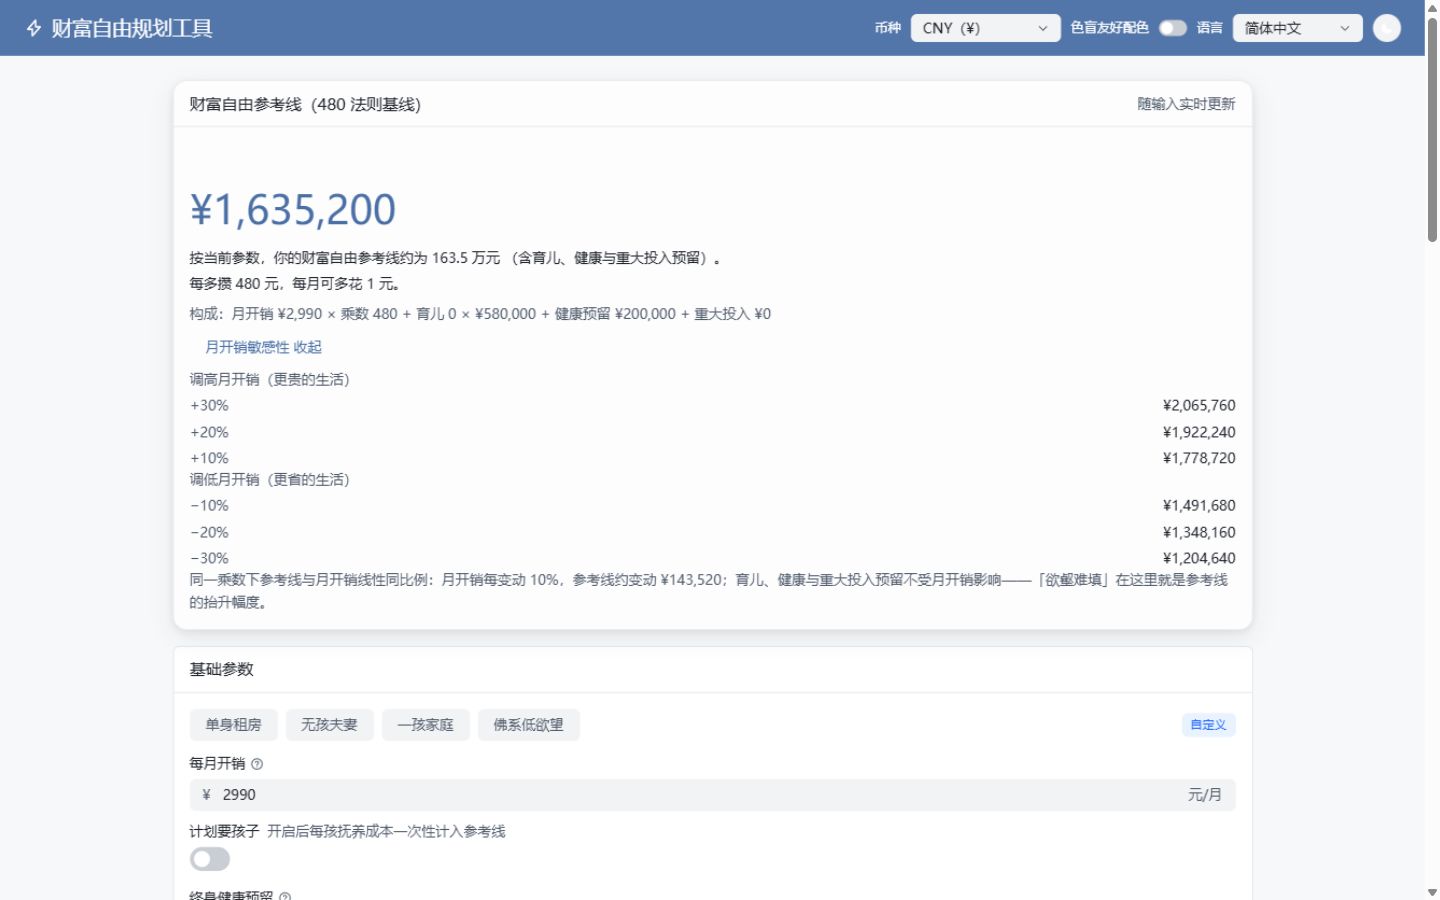 财富自由规划工具
币种 CNY (¥) 色盲友好配色 语言 简体中文
财富自由参考线（480 法则基线） 随输入实时更新
¥1,635,200
按当前参数，你的财富自由参考线约为 163.5 万元 （含育儿、健康与重大投入预留）。
每多攒 480 元，每月可多花 1 元。
构成：月开销 ¥2,990 × 乘数 480 + 育儿 0 × ¥580,000 + 健康预留 ¥200,000 + 重大投入 ¥0
月开销敏感性 收起
调高月开销（更贵的生活）
+30% ¥2,065,760
+20% ¥1,922,240
+10% ¥1,778,720
调低月开销（更省的生活）
−10% ¥1,491,680
−20% ¥1,348,160
−30% ¥1,204,640
同一乘数下参考线与月开销线性同比例：月开销每变动 10%，参考线约变动 ¥143,520；育儿、健康与重大投入预留不受月开销影响——「欲壑难填」在这里就是参考线
的抬升幅度。
基础参数
单身租房 无孩夫妻 一孩家庭 佛系低欲望 自定义
每月开销
¥ 2990 元/月
计划要孩子 开启后每孩抚养成本一次性计入参考线
终身健康预留